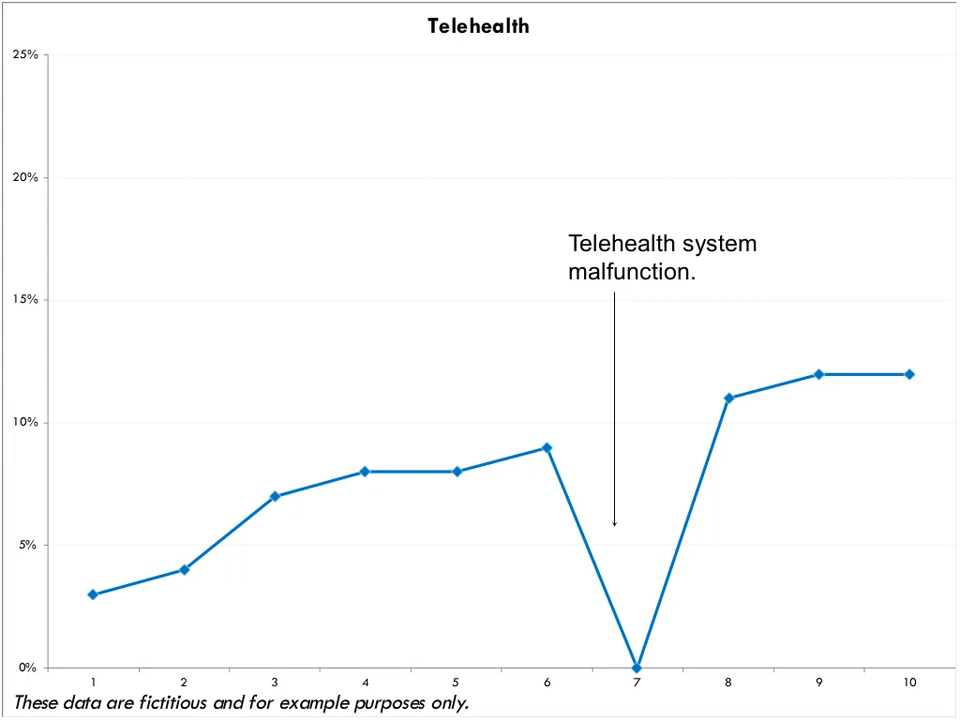 Telehealth
25%
20%
15%
10%
5%
0%
Telehealth system
malfunction.
1 2 3 4 5 6 7 8 9 10
These data are fictitious and for example purposes only.